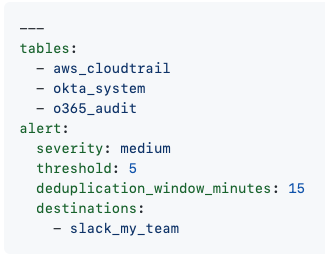 ---
tables:
  - aws_cloudtrail
  - okta_system
  - o365_audit
alert:
  severity: medium
  threshold: 5
  deduplication_window_minutes: 15
  destinations:
    - slack_my_team